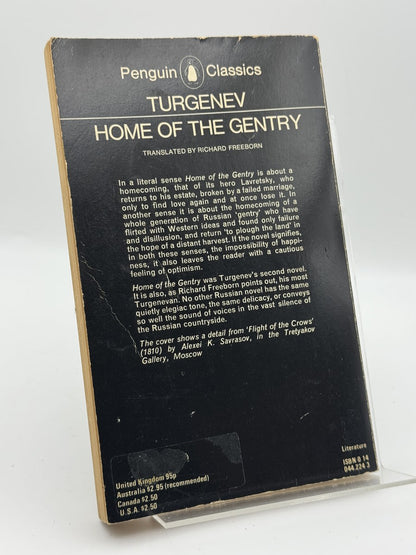 Penguin Classics
TURGENEV
HOME OF THE GENTRY
TRANSLATED BY RICHARD FREEBORN
In a literal sense Home of the Gentry is about a
homecoming, that of its hero Lavretsky, who
returns to his estate, broken by a failed marriage,
only to find love again and at once lose it. In
another sense it is about the homecoming of a
whole generation of Russian 'gentry' who have
flirted with Western ideas and found only failure
and disillusion, and return 'to plough the land' in
the hope of a distant harvest. If the novel signifies,
in both these senses, the impossibility of happi-
ness, it also leaves the reader with a cautious
feeling of optimism.
Home of the Gentry was Turgenev's second novel.
It is also, as Richard Freeborn points out, his most
Turgenevan. No other Russian novel has the same
quietly elegiac tone, the same delicacy, or conveys
so well the sound of voices in the vast silence of
the Russian countryside.
The cover shows a detail from 'Flight of the Crows'
(1810) by Alexei K. Savrasov, in the Tretyakov
Gallery, Moscow
United Kingdom 95p
Australia $2.95 (recommended)
Canada $2.50
U.S.A. $2.50
Literature
ISBN 0 14
044.224 3